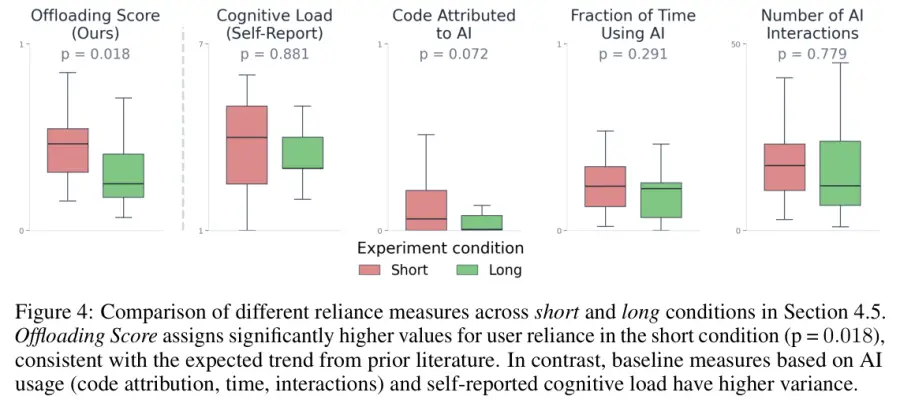 Offloading Score
(Ours)
p = 0.018
1
0
Cognitive Load
(Self-Report)
p = 0.881
7
1
Code Attributed
to AI
p = 0.072
1
0
Fraction of Time
Using AI
p = 0.291
1
0
Number of AI
Interactions
p = 0.779
50
0
Experiment condition
Short Long
Figure 4: Comparison of different reliance measures across short and long conditions in Section 4.5.
Offloading Score assigns significantly higher values for user reliance in the short condition (p = 0.018),
consistent with the expected trend from prior literature. In contrast, baseline measures based on AI
usage (code attribution, time, interactions) and self-reported cognitive load have higher variance.